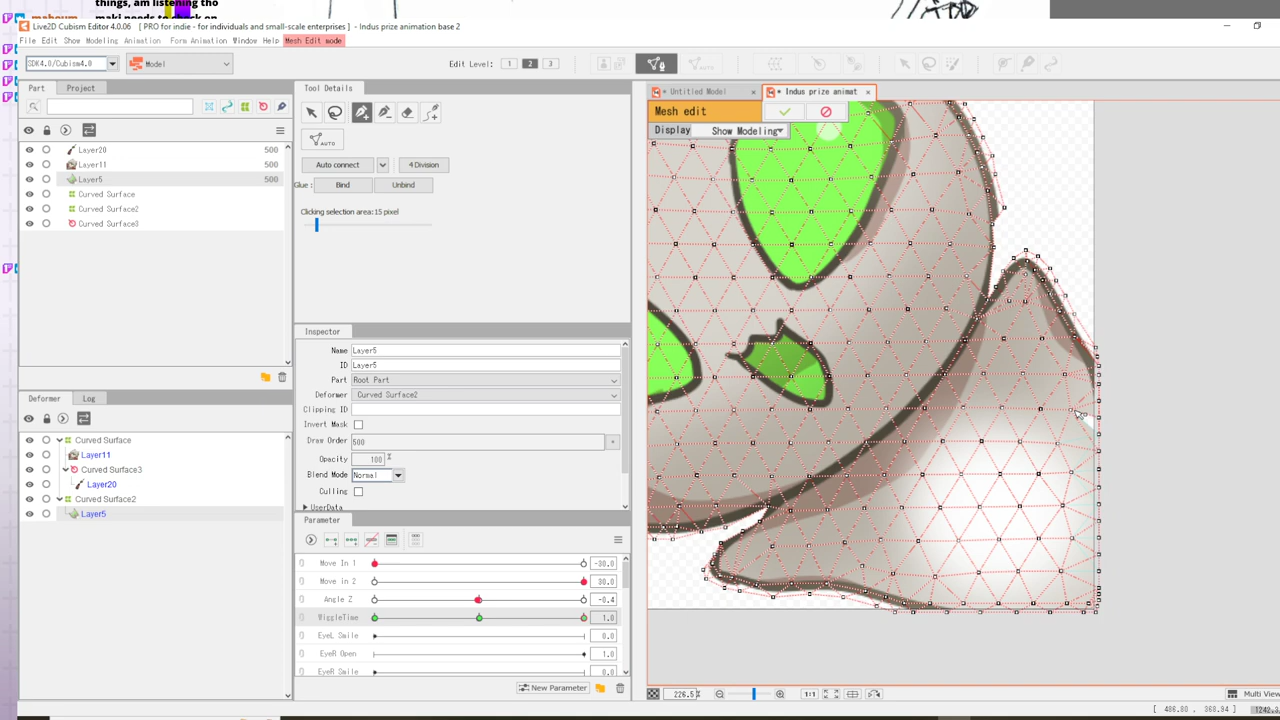 things, am listening tho
maki needs to check on
Live2D Cubism Editor 4.0.06 [ PRO for indie - for individuals and small-scale enterprises ] - Indus prize animation base 2
File Edit Show Modeling Animation Form Animation Window Help Mesh Edit mode
SDK4.0/Cubism4.0 Model Edit Level: 1 2 3
Part Project
Tool Details
* Untitled Model × * Indus prize animat ×
Mesh edit
Display Show Modeling
AUTO
Layer20 500
Layer11 500
Layer5 500
Curved Surface
Curved Surface2
Curved Surface3
Auto connect 4 Division
Glue: Bind Unbind
Clipping selection area: 15 pixel
Inspector
Name Layer5
ID Layer5
Part Root Part
Deformer Curved Surface2
Clipping ID
Invert Mask
Draw Order 500
Opacity 100 %
Blend Mode Normal
Culling
UserData
Deformer Log
Curved Surface
Layer11
Curved Surface3
Layer20
Curved Surface2
Layer5
Parameter
Move In 1 -30.0
Move in 2 30.0
Angle Z -0.4
WiggleTime 1.0
EyeL Smile 0.0
EyeR Open 1.0
EyeR Smile 0.0
New Parameter
226.5% 1:1 Multi View